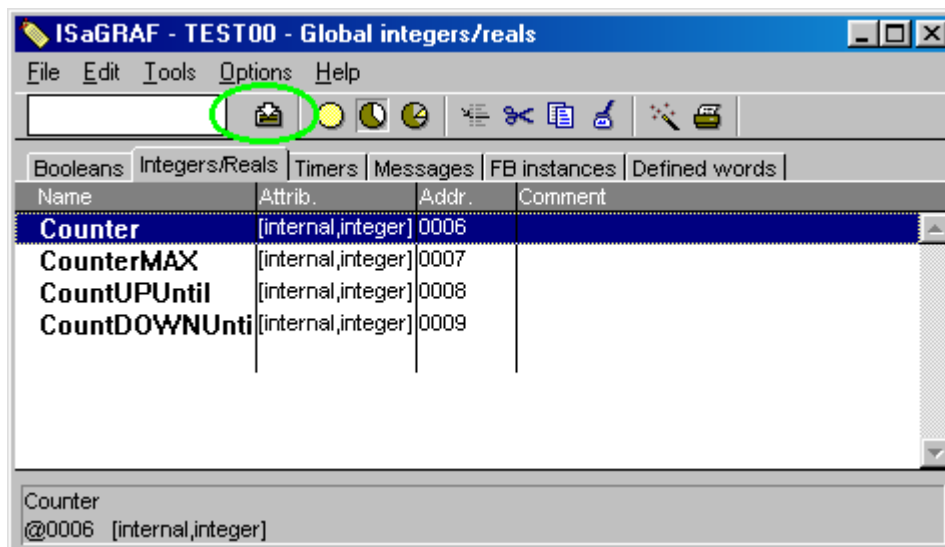 ISaGRAF - TEST00 - Global integers/reals
File Edit Tools Options Help
Booleans Integers/Reals Timers Messages FB instances Defined words
Name Attrib. Addr. Comment
Counter [internal,integer] 0006
CounterMAX [internal,integer] 0007
CountUPUntil [internal,integer] 0008
CountDOWNUnti [internal,integer] 0009
Counter
@0006 [internal,integer]